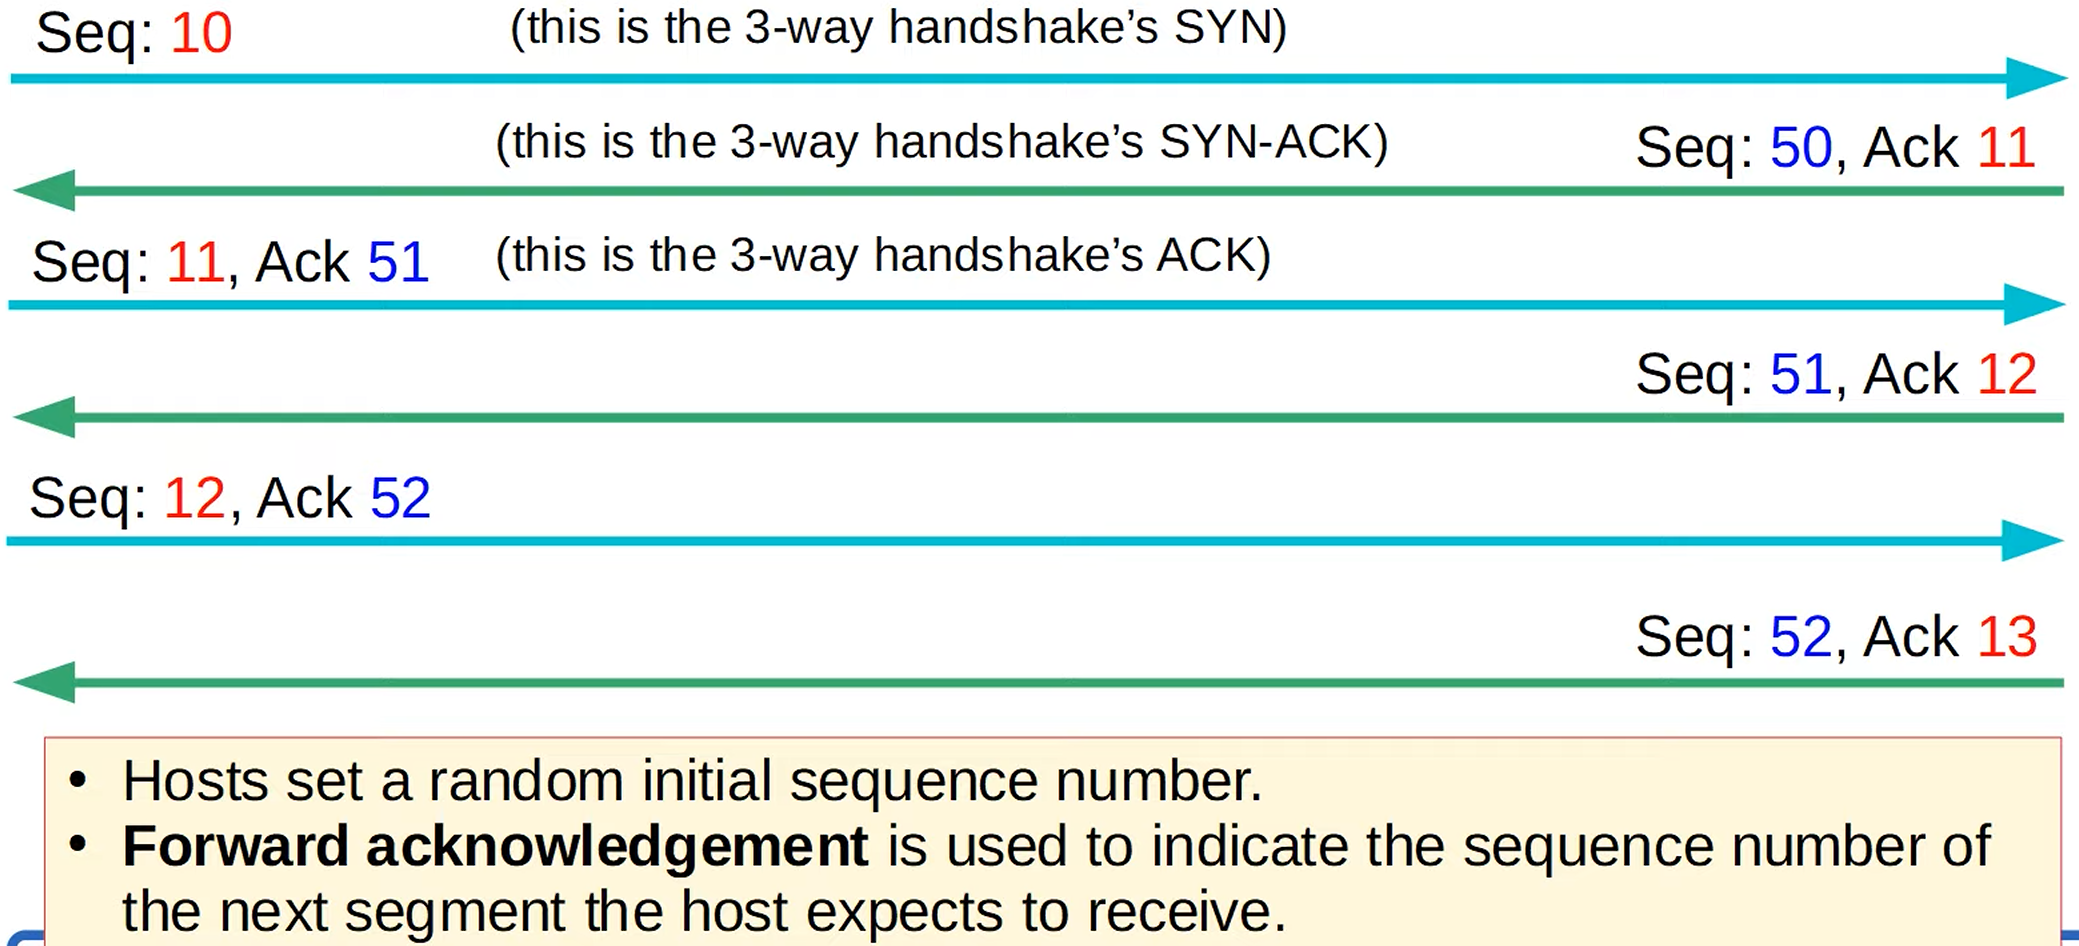 Seq: 10 (this is the 3-way handshake’s SYN)
(this is the 3-way handshake’s SYN-ACK) Seq: 50, Ack 11
Seq: 11, Ack 51 (this is the 3-way handshake’s ACK)
Seq: 51, Ack 12
Seq: 12, Ack 52
Seq: 52, Ack 13
• Hosts set a random initial sequence number.
• Forward acknowledgement is used to indicate the sequence number of
the next segment the host expects to receive.